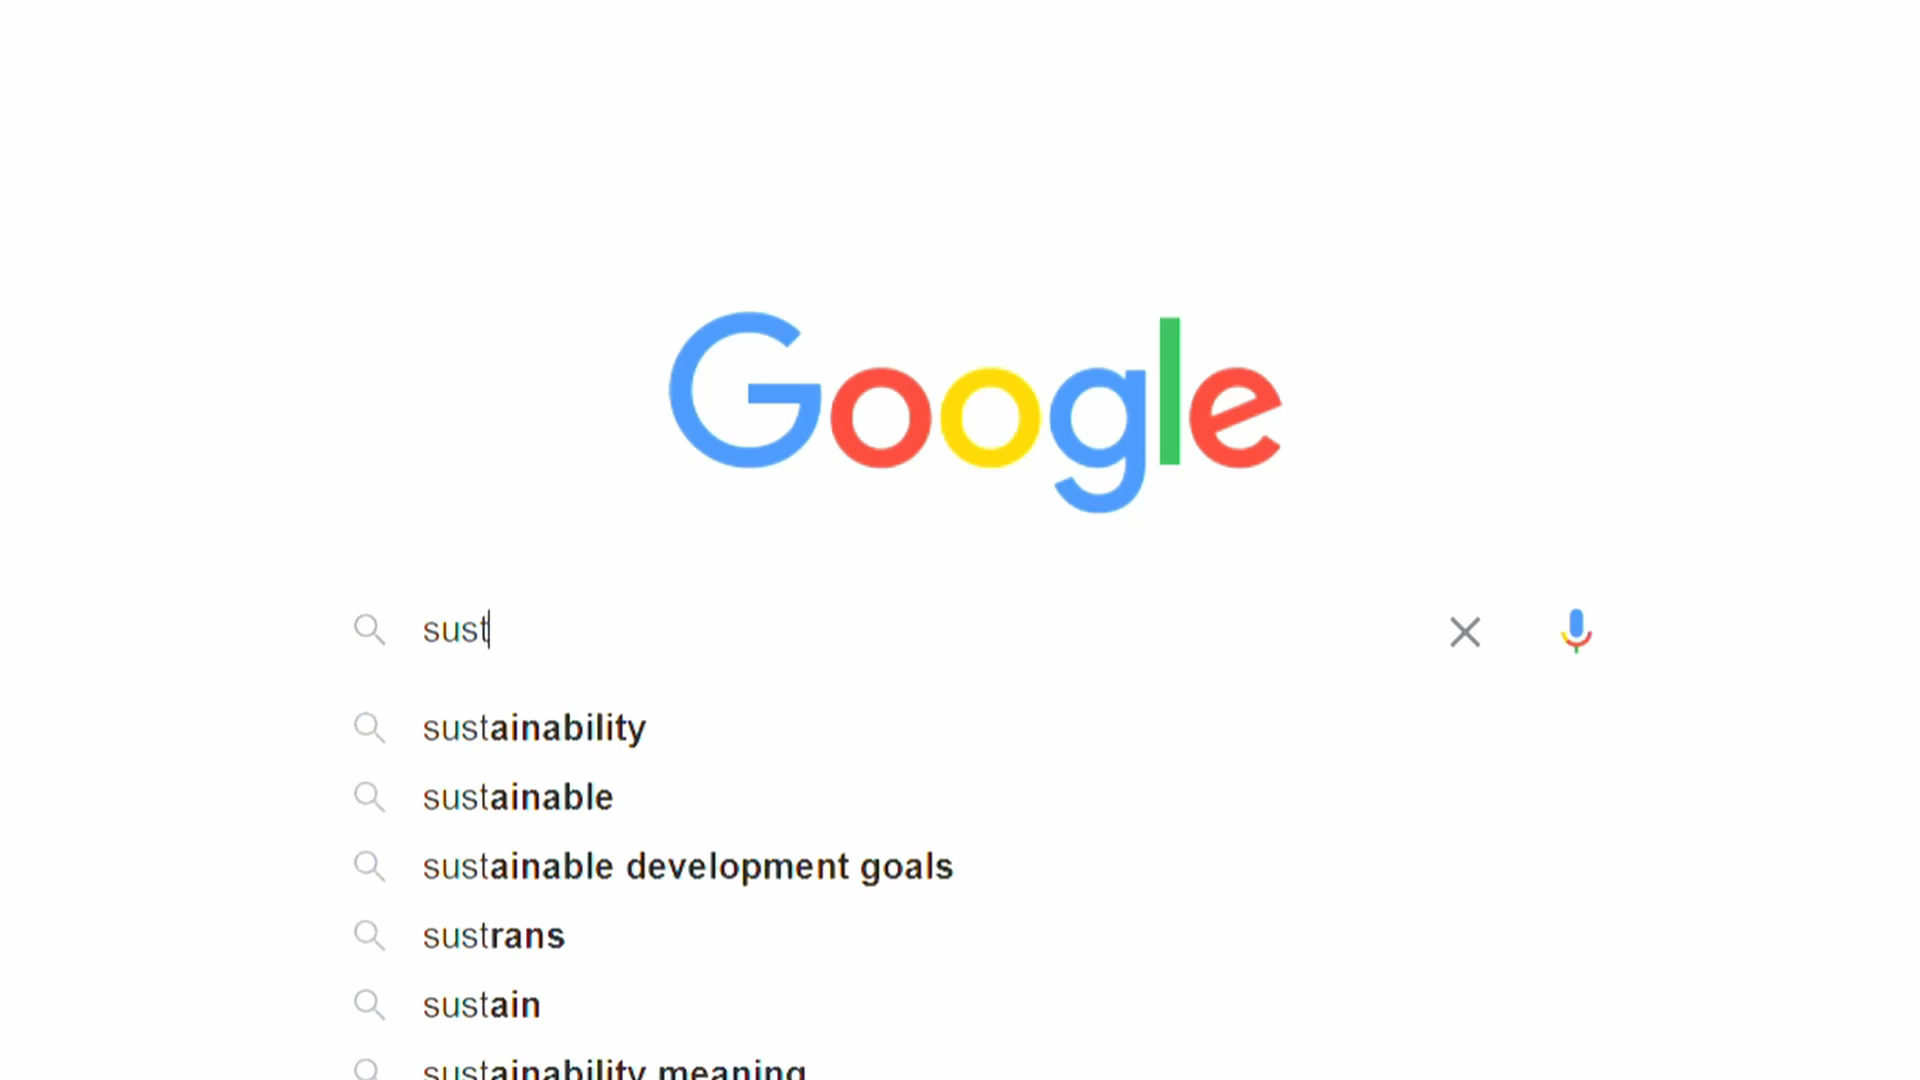 Google
sust
sustainability
sustainable
sustainable development goals
sustrans
sustain
sustainability meaning